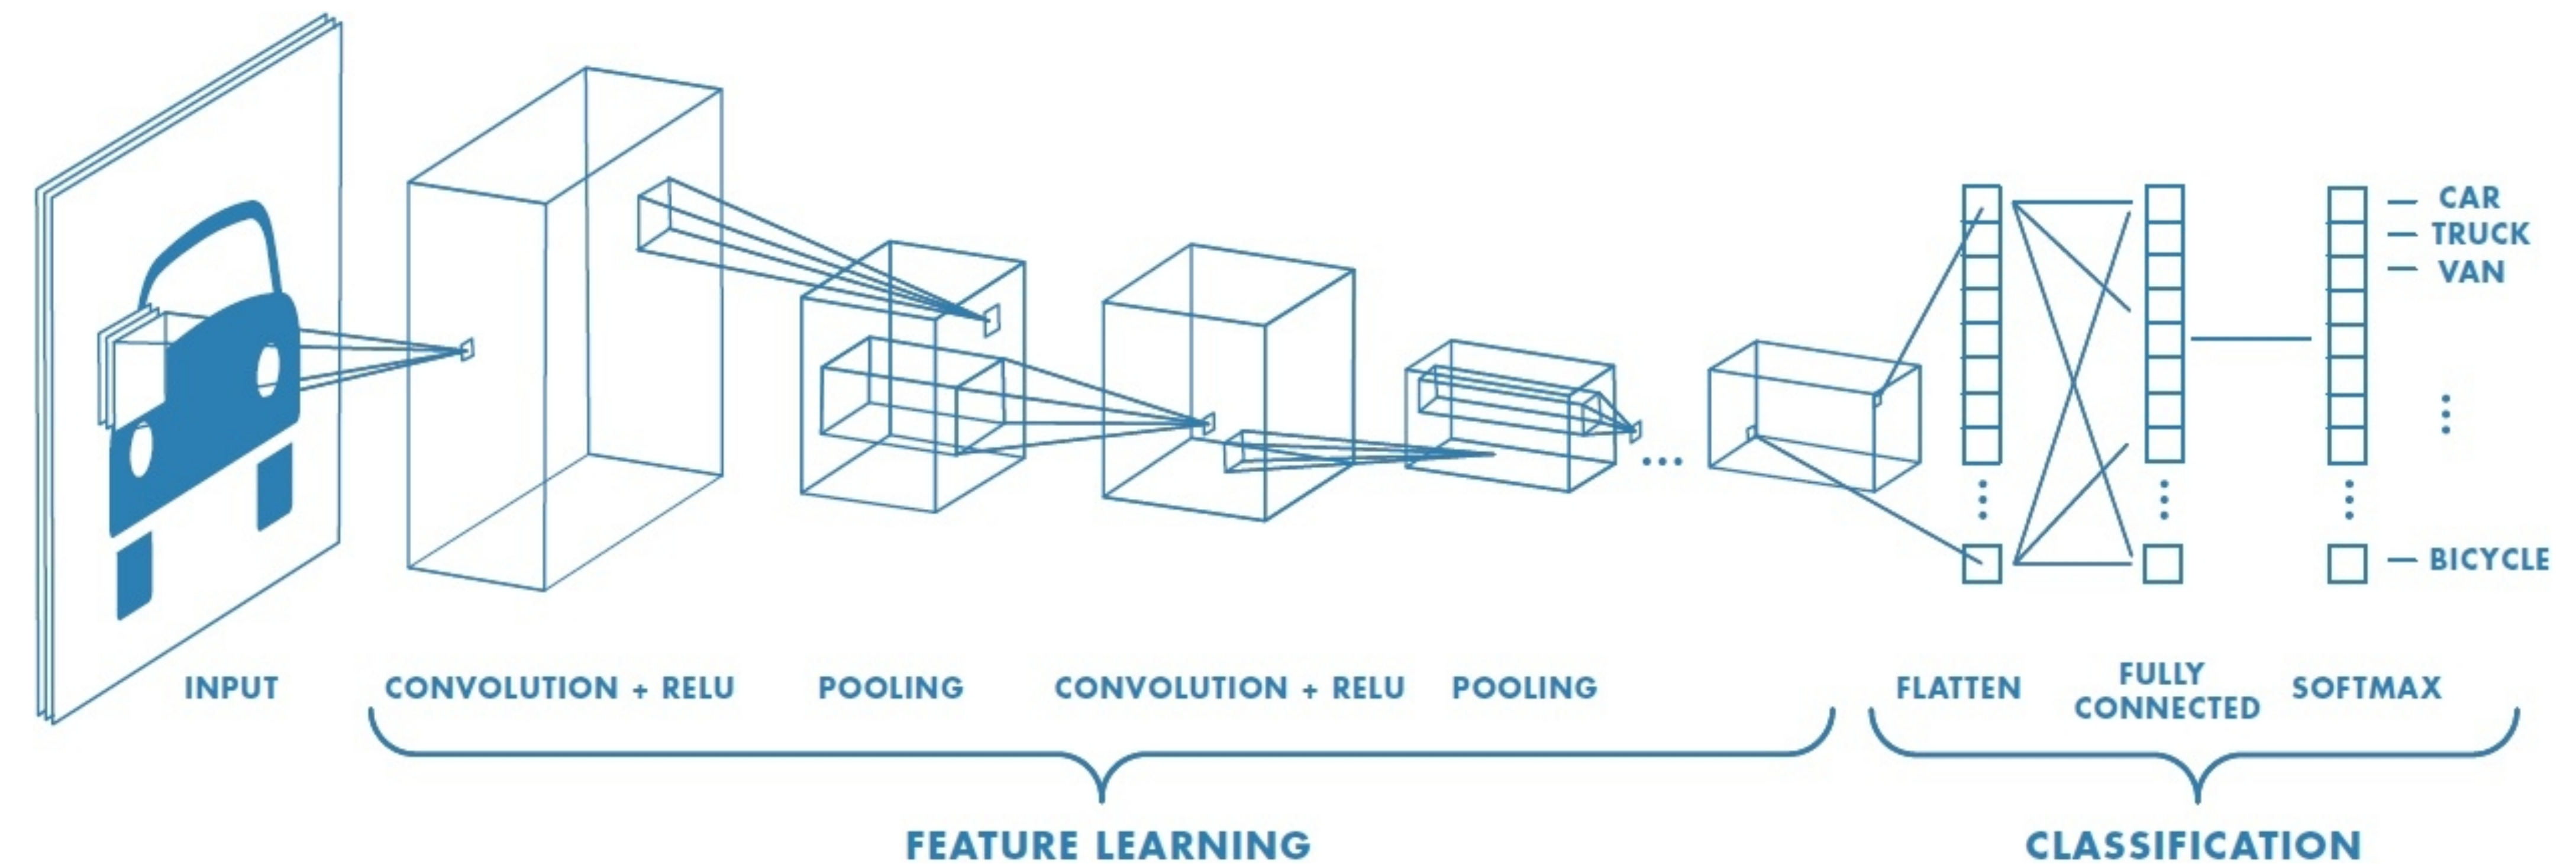 CAR
TRUCK
VAN
BICYCLE
INPUT
CONVOLUTION + RELU
POOLING
CONVOLUTION + RELU
POOLING
FLATTEN
FULLY
CONNECTED
SOFTMAX
FEATURE LEARNING
CLASSIFICATION